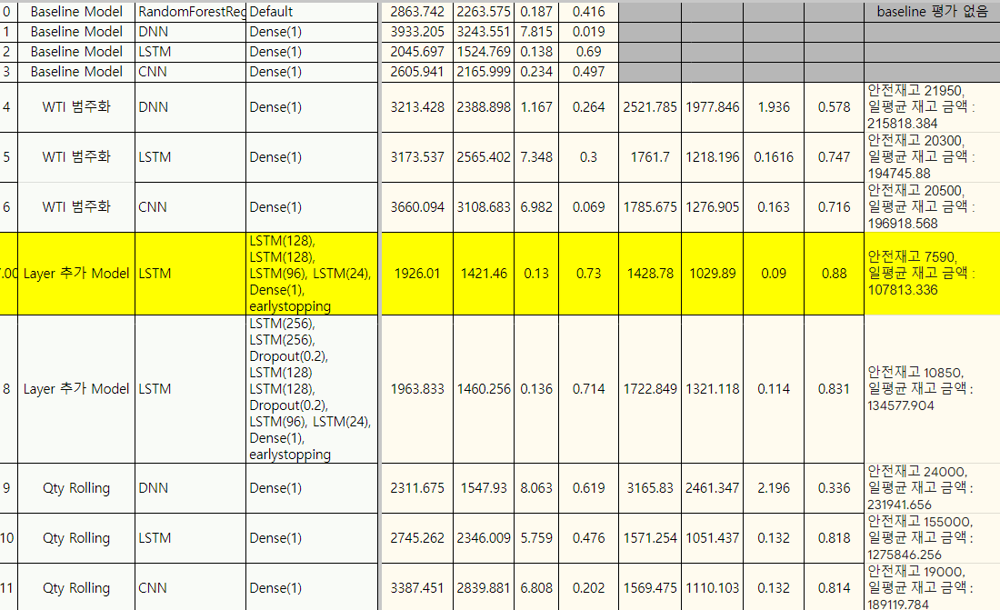 0 Baseline Model RandomForestReg Default 2863.742 2263.575 0.187 0.416 baseline 평가 없음
1 Baseline Model DNN Dense(1) 3933.205 3243.551 7.815 0.019
2 Baseline Model LSTM Dense(1) 2045.697 1524.769 0.138 0.69
3 Baseline Model CNN Dense(1) 2605.941 2165.999 0.234 0.497
4 WTI 범주화 DNN Dense(1) 3213.428 2388.898 1.167 0.264 2521.785 1977.846 1.936 0.578
안전재고 21950,
일평균 재고 금액 :
215818.384
5 WTI 범주화 LSTM Dense(1) 3173.537 2565.402 7.348 0.3 1761.7 1218.196 0.1616 0.747
안전재고 20300,
일평균 재고 금액 :
194745.88
6 WTI 범주화 CNN Dense(1) 3660.094 3108.683 6.982 0.069 1785.675 1276.905 0.163 0.716
안전재고 20500,
일평균 재고 금액 :
196918.568
7.00 Layer 추가 Model LSTM
LSTM(128),
LSTM(128),
LSTM(96), LSTM(24),
Dense(1),
earlystopping
1926.01 1421.46 0.13 0.73 1428.78 1029.89 0.09 0.88
안전재고 7590,
일평균 재고 금액 :
107813.336
8 Layer 추가 Model LSTM
LSTM(256),
LSTM(256),
Dropout(0.2),
LSTM(128)
LSTM(128),
Dropout(0.2),
LSTM(96), LSTM(24),
Dense(1),
earlystopping
1963.833 1460.256 0.136 0.714 1722.849 1321.118 0.114 0.831
안전재고 10850,
일평균 재고 금액 :
134577.904
9 Qty Rolling DNN Dense(1) 2311.675 1547.93 8.063 0.619 3165.83 2461.347 2.196 0.336
안전재고 24000,
일평균 재고 금액 :
231941.656
10 Qty Rolling LSTM Dense(1) 2745.262 2346.009 5.759 0.476 1571.254 1051.437 0.132 0.818
안전재고 155000,
일평균 재고 금액 :
1275846.256
11 Qty Rolling CNN Dense(1) 3387.451 2839.881 6.808 0.202 1569.475 1110.103 0.132 0.814
안전재고 19000,
일평균 재고 금액 :
189119.784